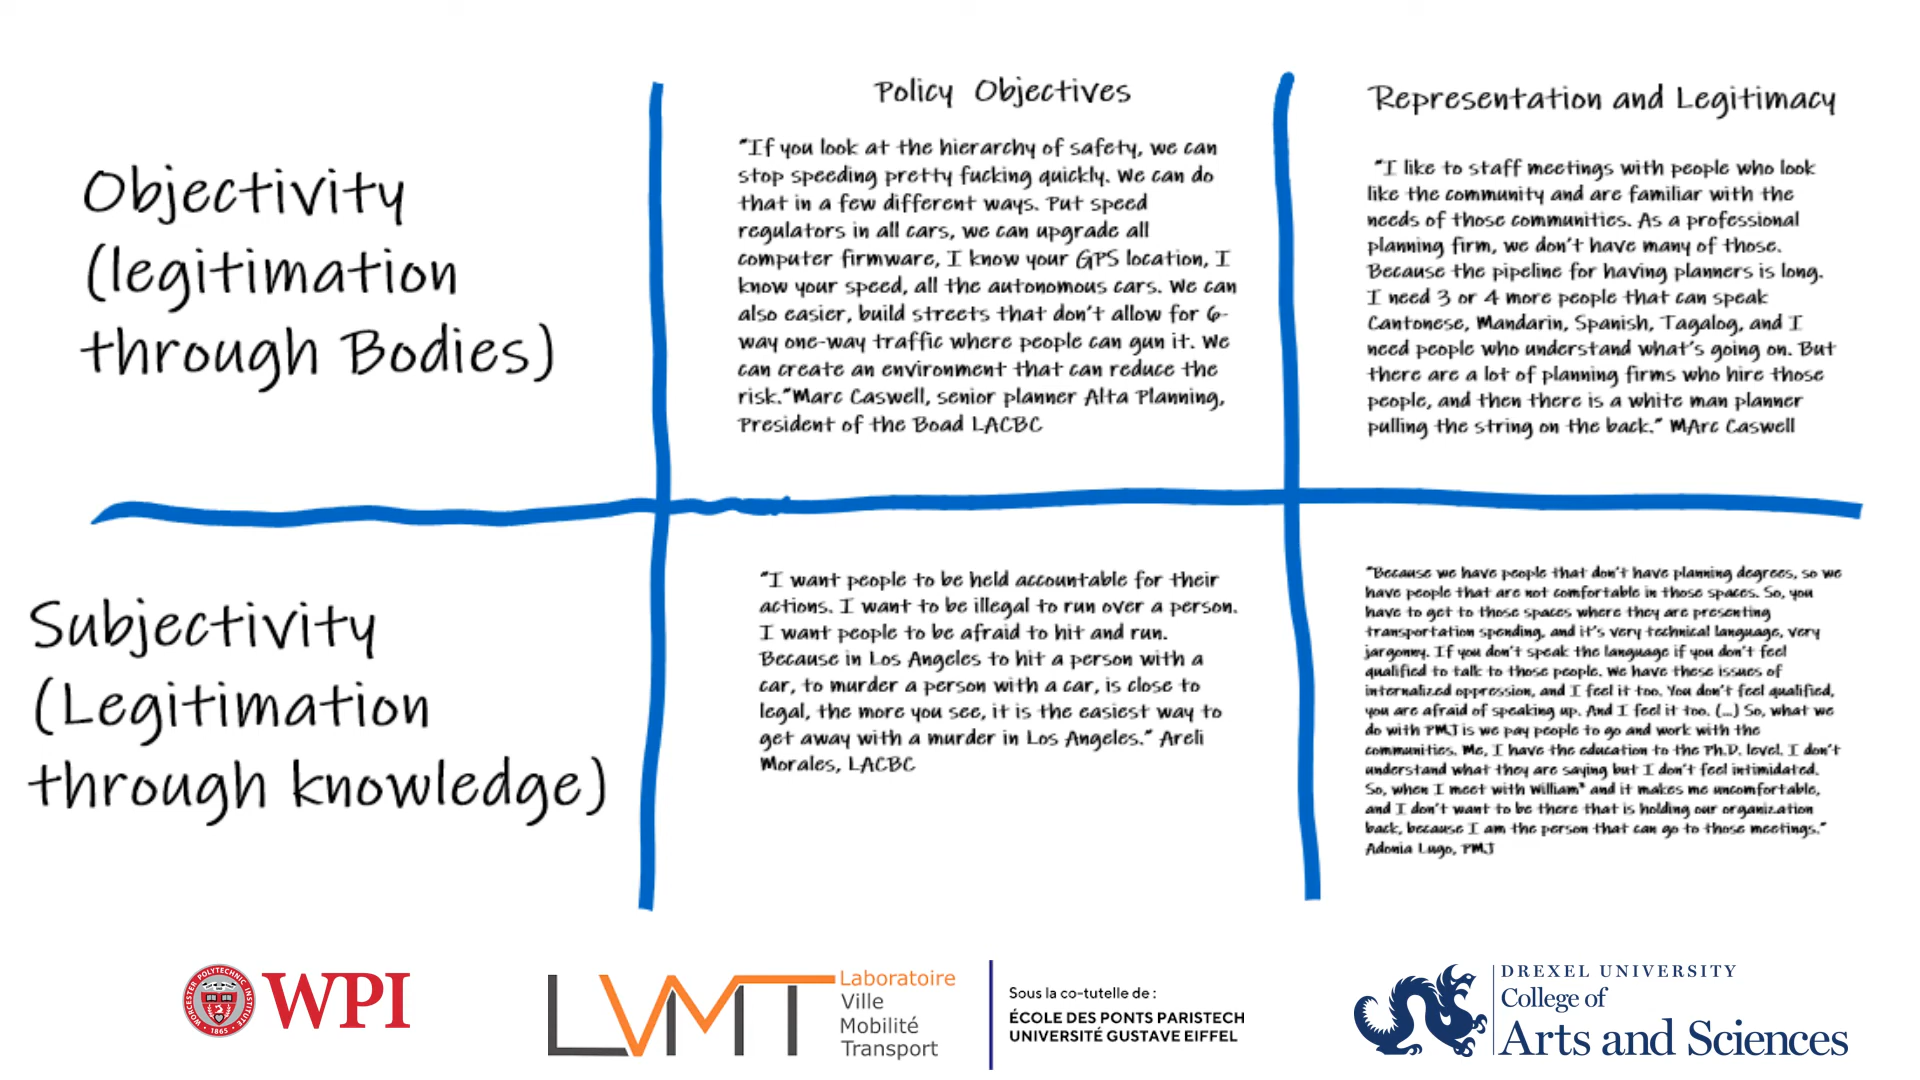 Policy Objectives
Representation and Legitimacy
Objectivity
(legitimation
through Bodies)
"If you look at the hierarchy of safety, we can
stop speeding pretty fucking quickly. We can do
that in a few different ways. Put speed
regulators in all cars, we can upgrade all
computer firmware, I know your GPS location, I
know your speed, all the autonomous cars. We can
also easier, build streets that don't allow for 6-
way one-way traffic where people can gun it. We
can create an environment that can reduce the
risk."Marc Caswell, senior planner Alta Planning,
President of the Boad LACBC
"I like to staff meetings with people who look
like the community and are familiar with the
needs of those communities. As a professional
planning firm, we don't have many of those.
Because the pipeline for having planners is long.
I need 3 or 4 more people that can speak
Cantonese, Mandarin, Spanish, Tagalog, and I
need people who understand what's going on. But
there are a lot of planning firms who hire those
people, and then there is a white man planner
pulling the string on the back." MArc Caswell
Subjectivity
(Legitimation
through knowledge)
"I want people to be held accountable for their
actions. I want to be illegal to run over a person.
I want people to be afraid to hit and run.
Because in Los Angeles to hit a person with a
car, to murder a person with a car, is close to
legal, the more you see, it is the easiest way to
get away with a murder in Los Angeles." Areli
Morales, LACBC
"Because we have people that don't have planning degrees, so we
have people that are not comfortable in those spaces. So, you
have to get to those spaces where they are presenting
transportation spending, and it's very technical language, very
jargonny. If you don't speak the language if you don't feel
qualified to talk to those people. We have these issues of
internalized oppression, and I feel it too. You don't feel qualified,
you are afraid of speaking up. And I feel it too. (...) So, what we
do with PMJ is we pay people to go and work with the
communities. Me, I have the education to the Ph.D. level. I don't
understand what they are saying but I don't feel intimidated.
So, when I meet with William* and it makes me uncomfortable,
and I don't want to be there that is holding our organization
back, because I am the person that can go to those meetings."
Adonia Lugo, PMJ
WORCESTER POLYTECHNIC INSTITUTE
1865
WPI
LVMT
Laboratoire
Ville
Mobilité
Transport
Sous la co-tutelle de :
ÉCOLE DES PONTS PARISTECH
UNIVERSITÉ GUSTAVE EIFFEL
DREXEL UNIVERSITY
College of
Arts and Sciences